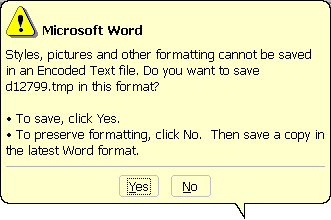 Microsoft Word
Styles, pictures and other formatting cannot be saved
in an Encoded Text file. Do you want to save
d12799.tmp in this format?
• To save, click Yes.
• To preserve formatting, click No.  Then save a copy in
the latest Word format.
Yes No